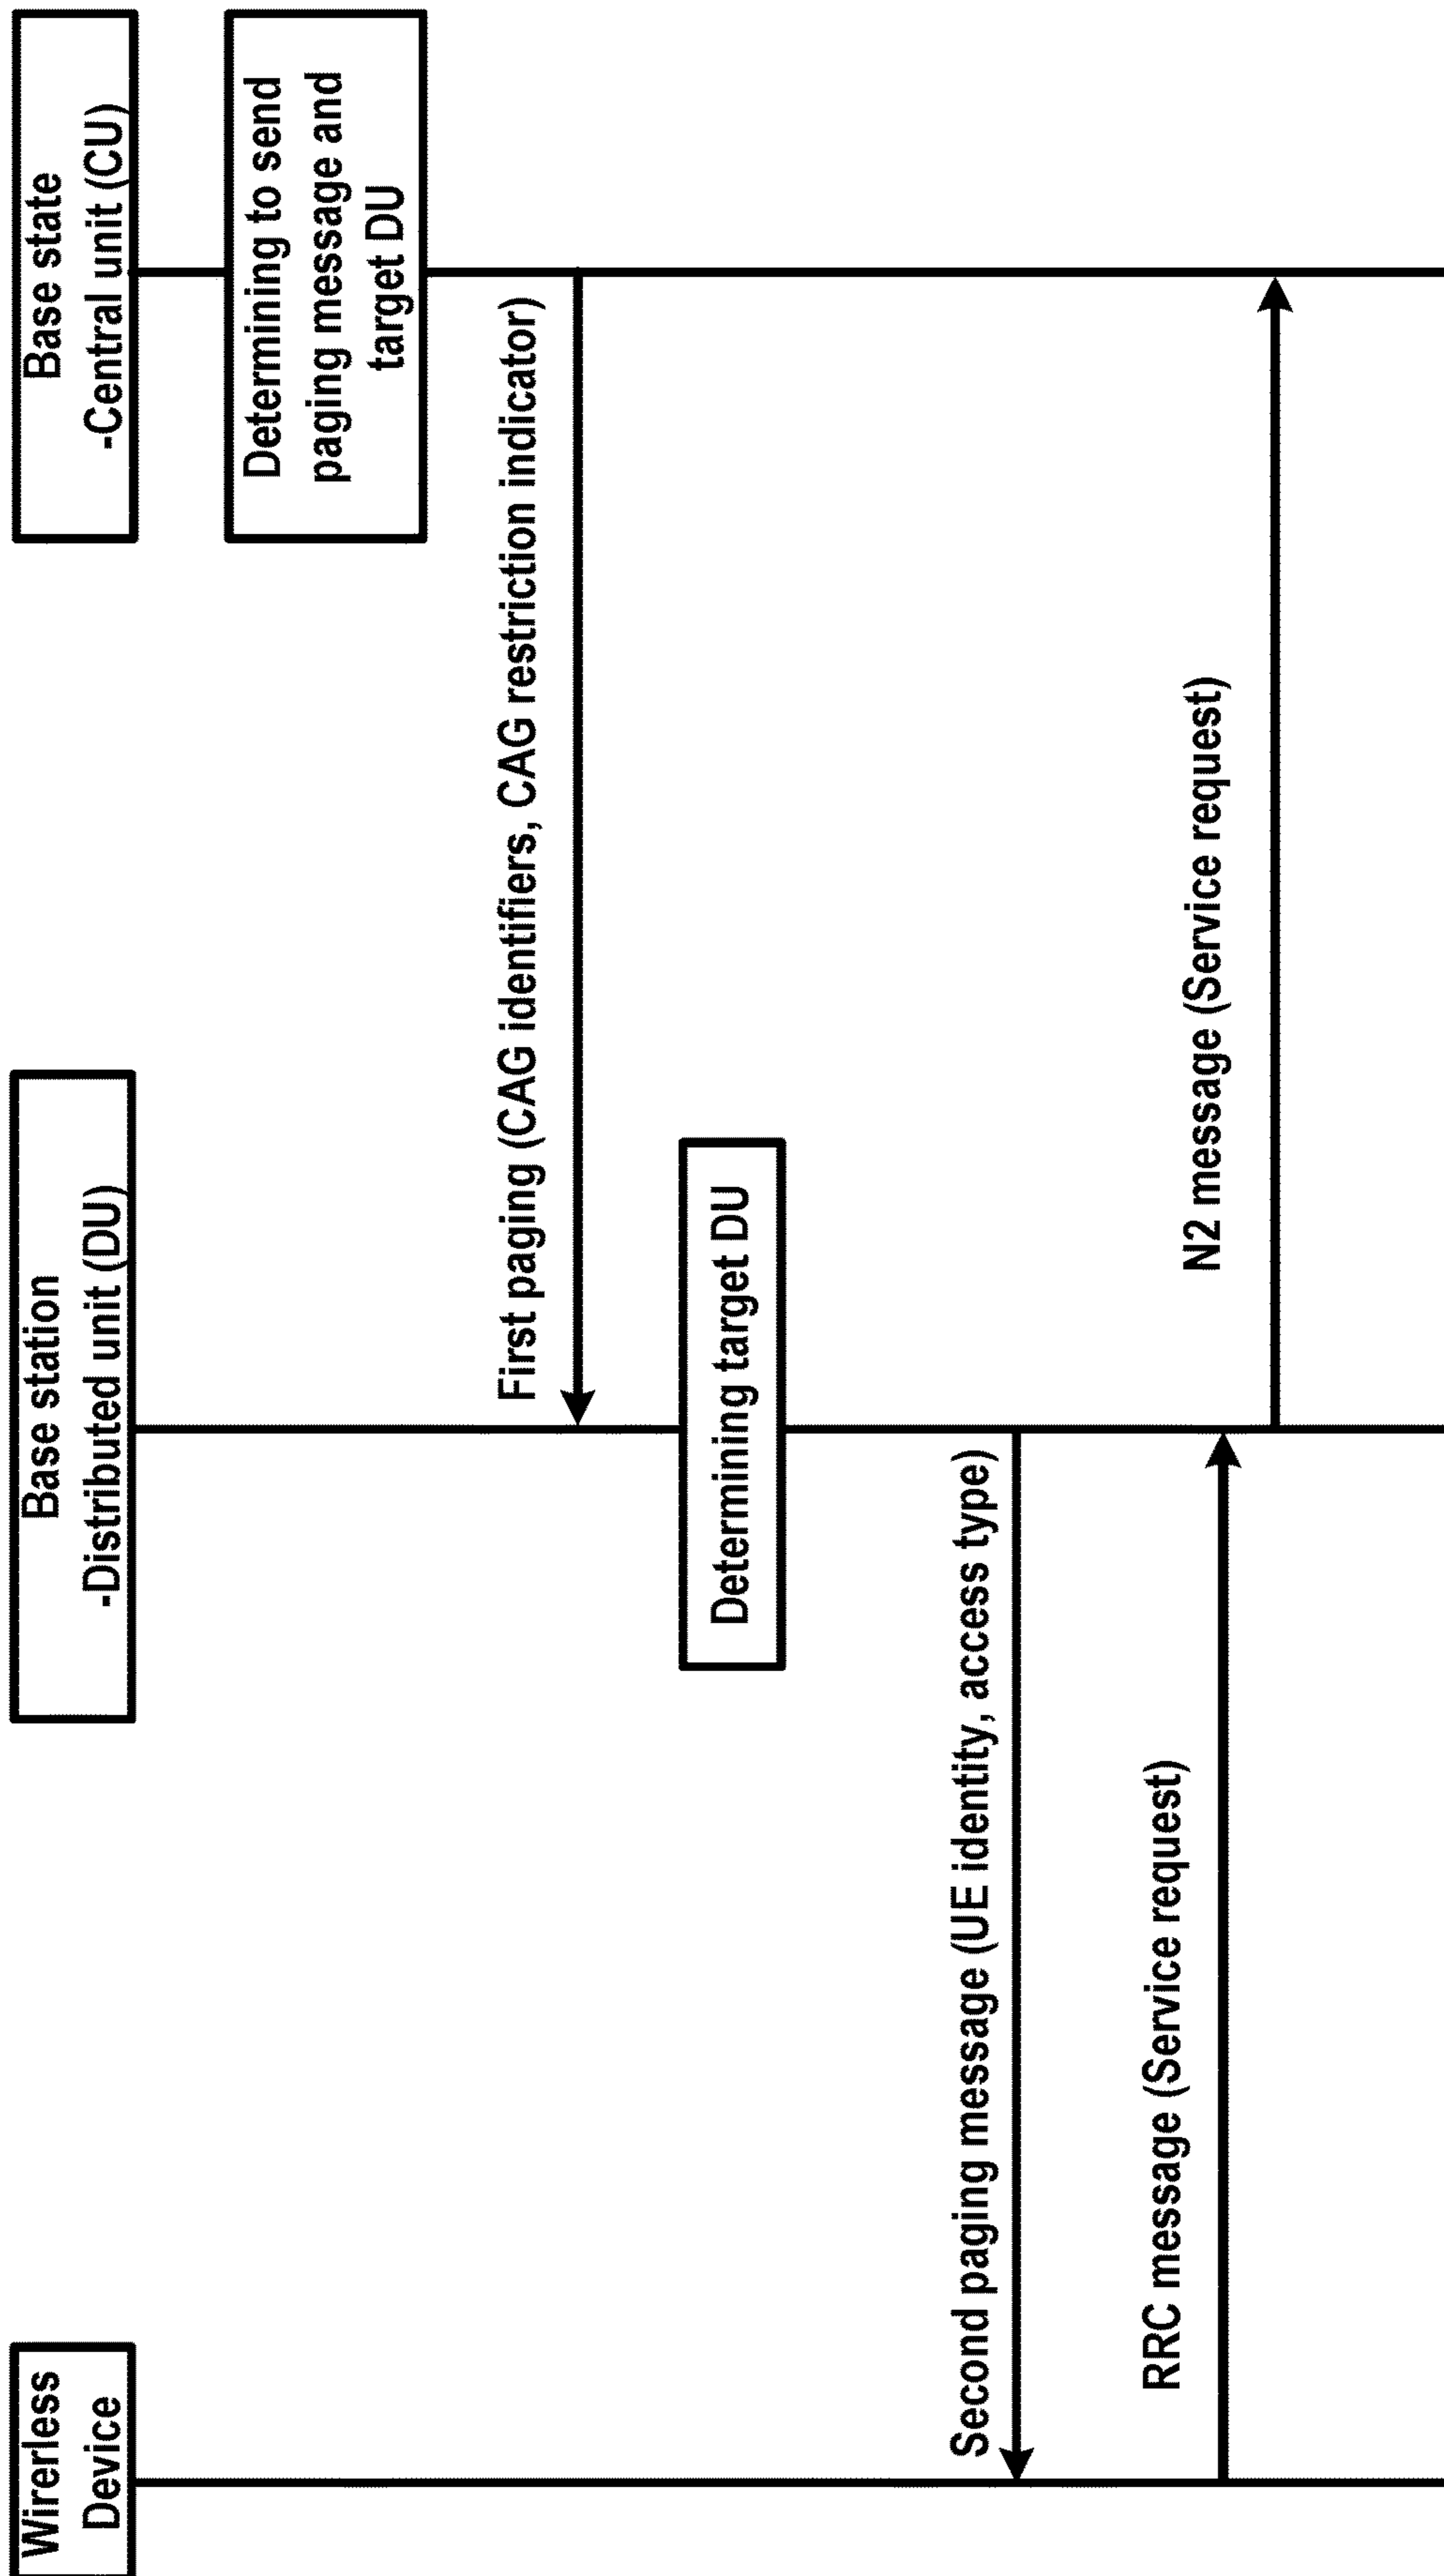 Wirerless
Device
Base station
-Distributed unit (DU)
Base state
-Central unit (CU)
Determining to send
paging message and
target DU
First paging (CAG identifiers, CAG restriction indicator)
Determining target DU
Second paging message (UE identity, access type)
RRC message (Service request)
N2 message (Service request)